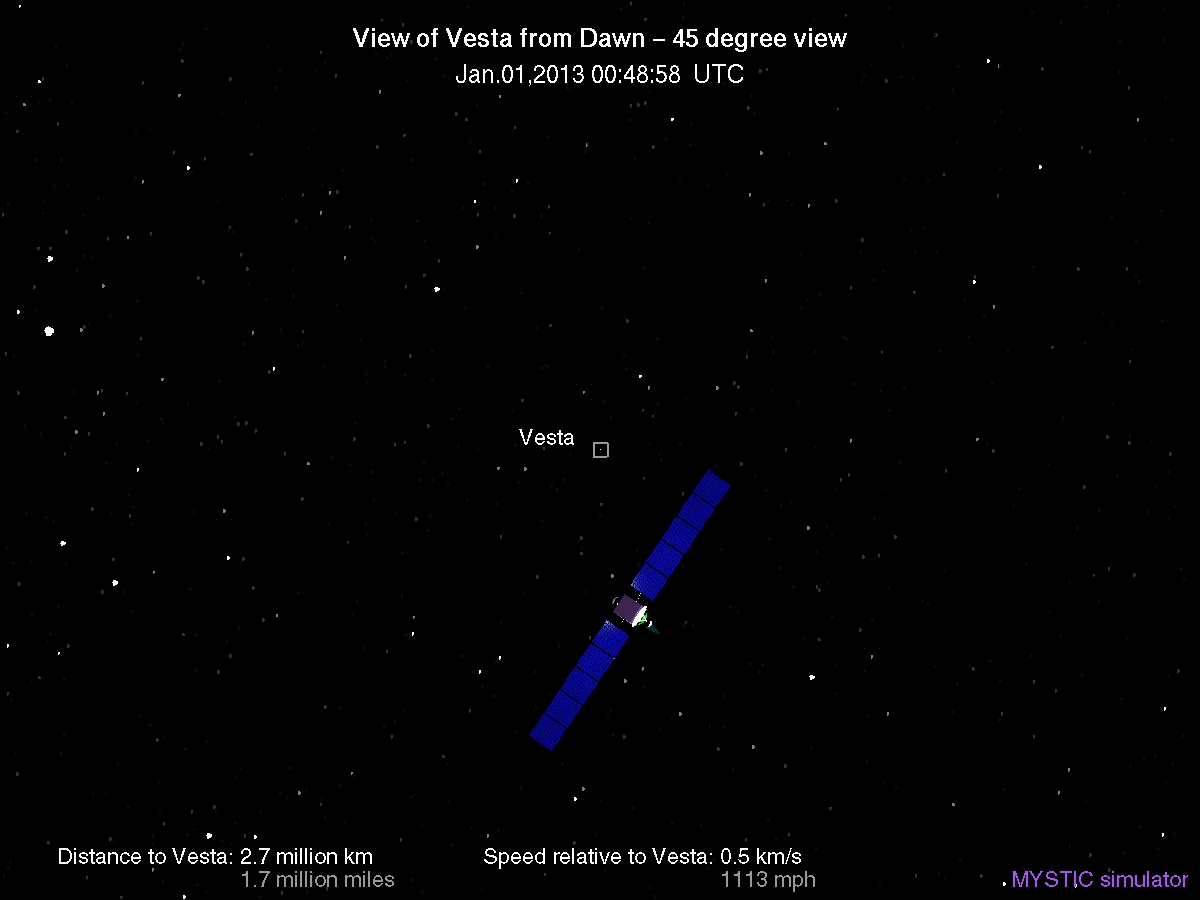 View of Vesta from Dawn – 45 degree view
Jan.01,2013 00:48:58 UTC
Vesta
Distance to Vesta: 2.7 million km
1.7 million miles
Speed relative to Vesta: 0.5 km/s
1113 mph
MYSTIC simulator